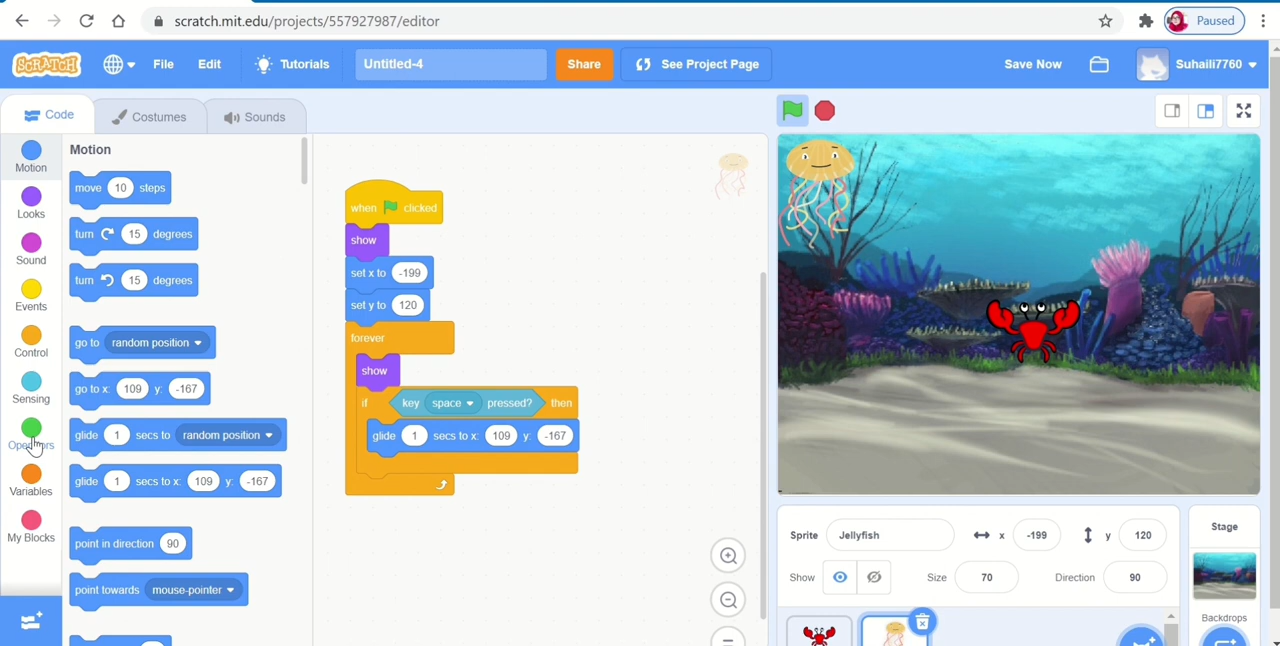 scratch.mit.edu/projects/557927987/editor
Paused
SCRATCH
File
Edit
Tutorials
Untitled-4
Share
See Project Page
Save Now
Suhaili7760
Code
Costumes
Sounds
Motion
Looks
Sound
Events
Control
Sensing
Variables
My Blocks
Motion
move 10 steps
turn 15 degrees
turn 15 degrees
go to random position
go to x: 109 y: -167
glide 1 secs to random position
glide 1 secs to x: 109 y: -167
point in direction 90
point towards mouse-pointer
when clicked
show
set x to -199
set y to 120
forever
show
if key space pressed? then
glide 1 secs to x: 109 y: -167
Sprite Jellyfish x -199 y 120
Show Size 70 Direction 90
Stage
Backdrops